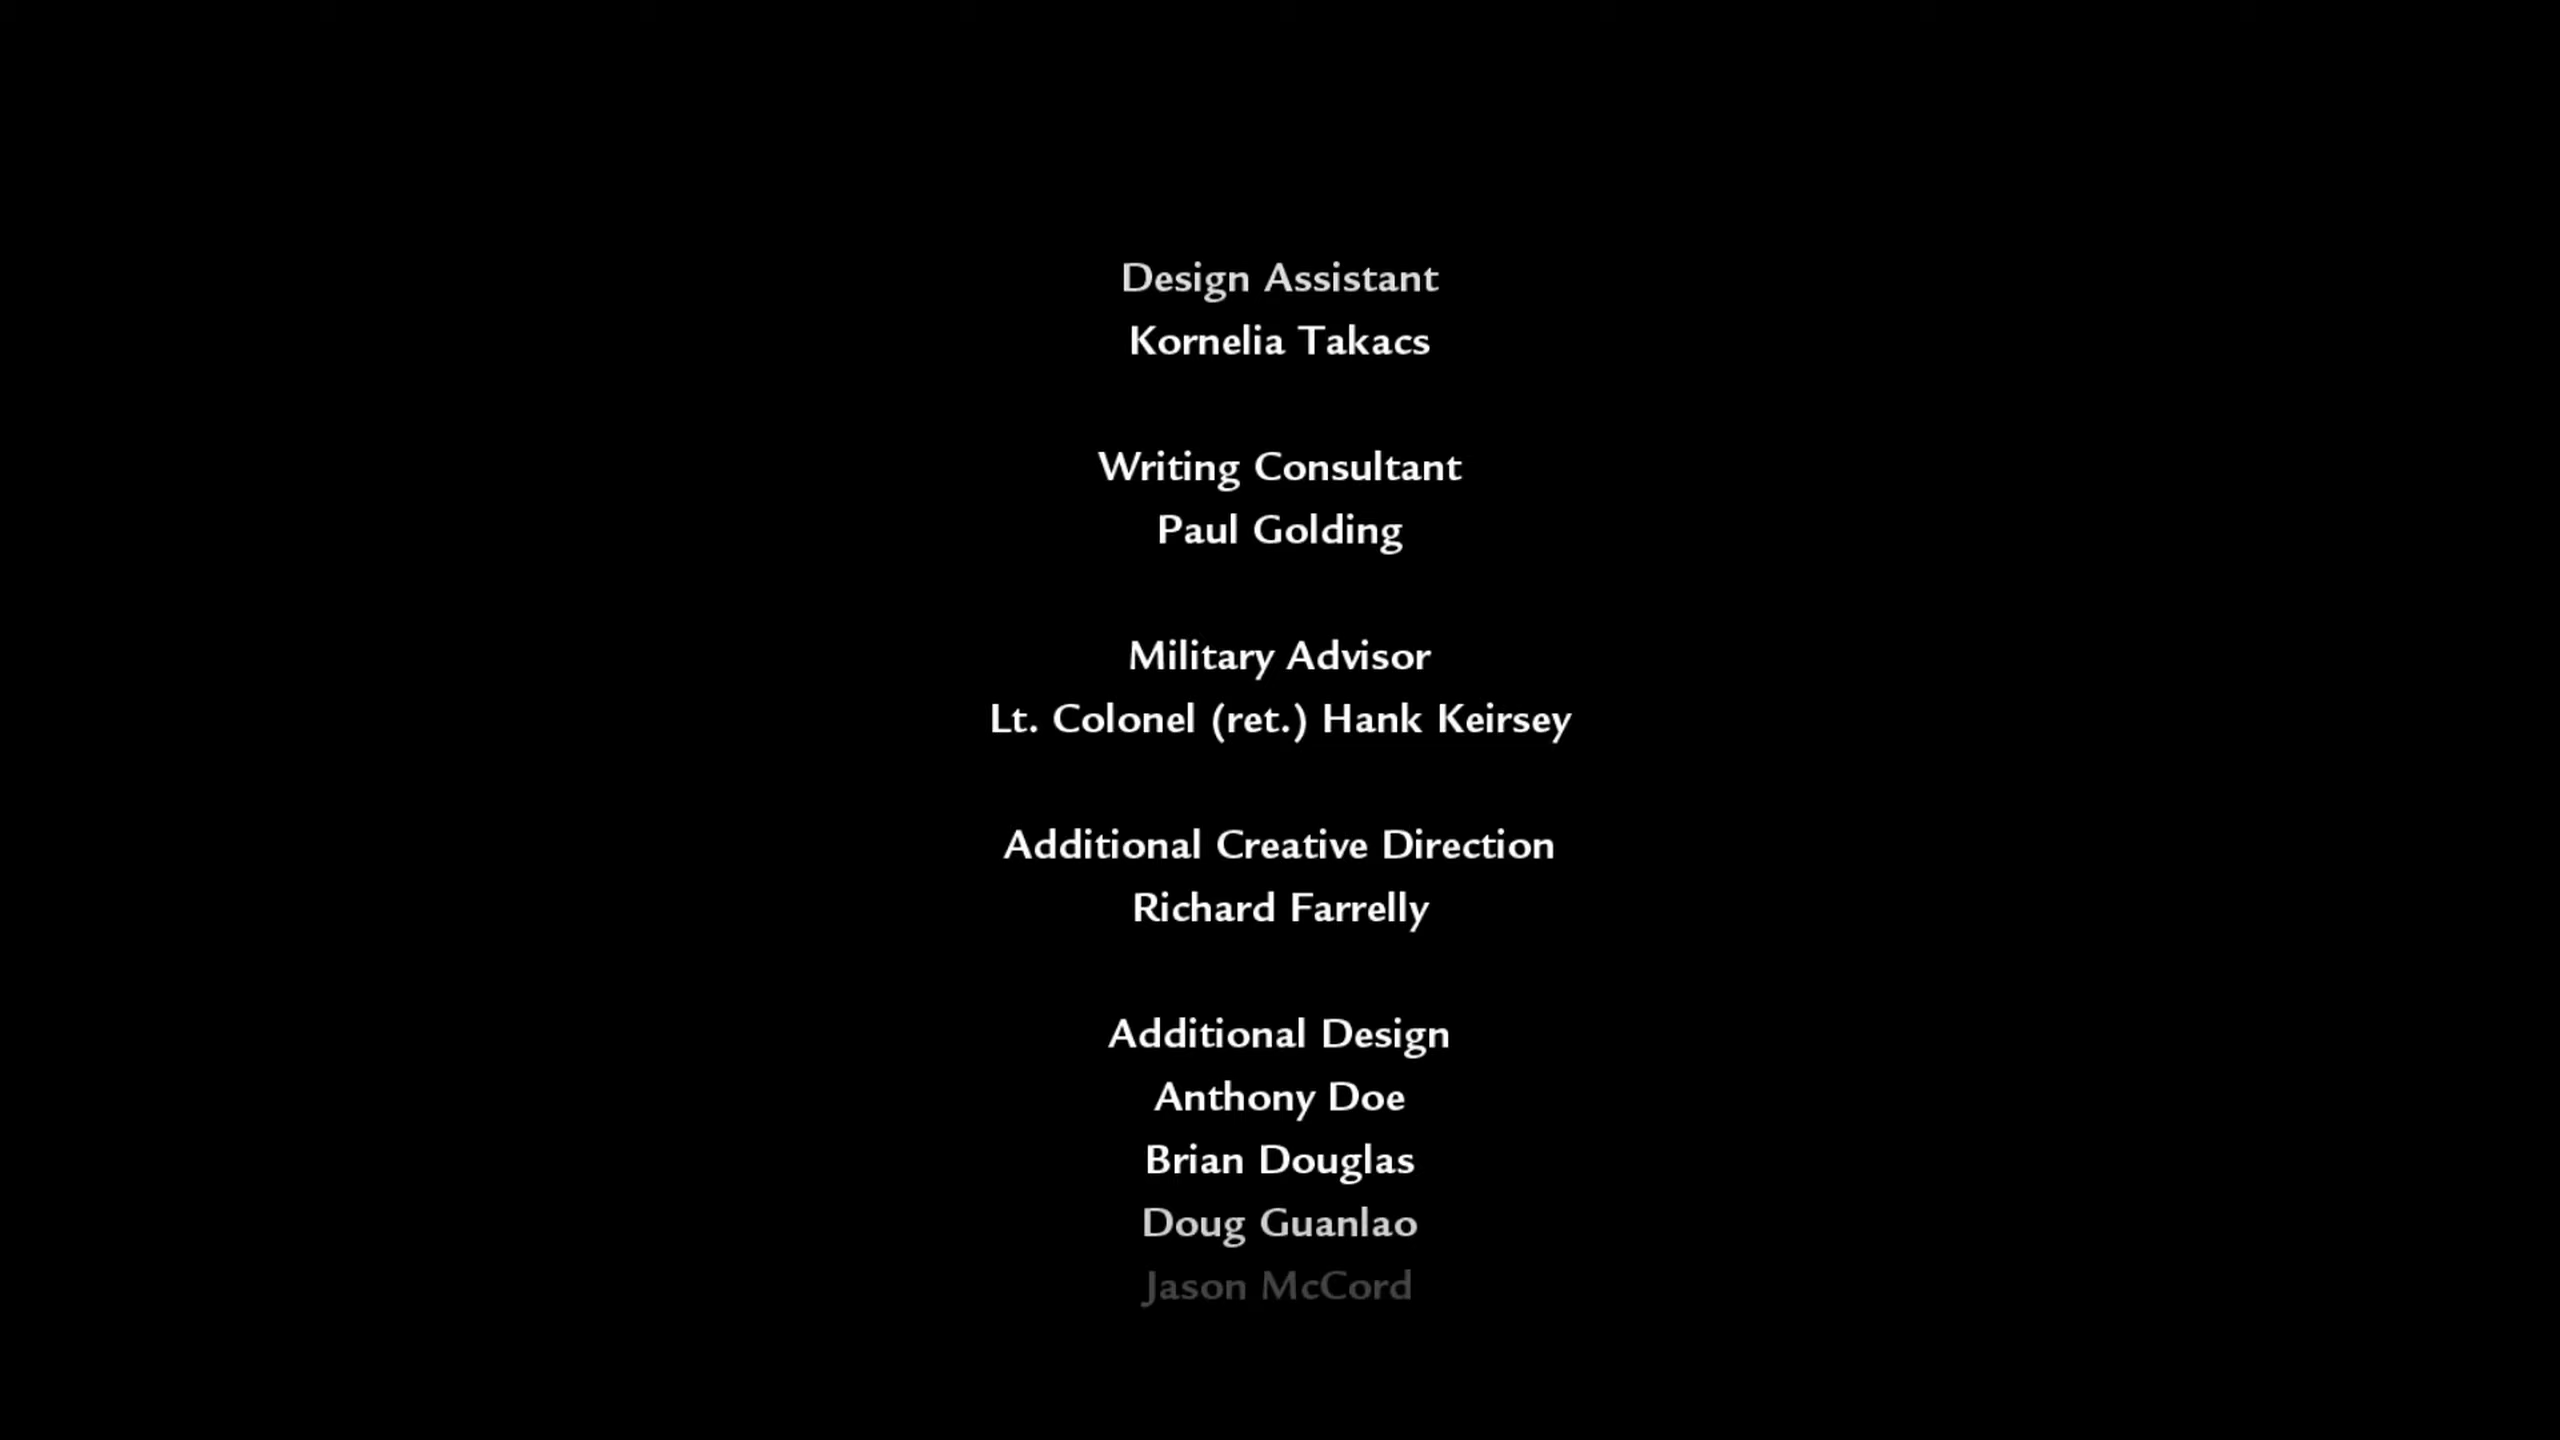 Design Assistant
Kornelia Takacs
Writing Consultant
Paul Golding
Military Advisor
Lt. Colonel (ret.) Hank Keirsey
Additional Creative Direction
Richard Farrelly
Additional Design
Anthony Doe
Brian Douglas
Doug Guanlao
Jason McCord